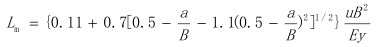 L_m = {0.11 + 0.7[0.5 - a/B - 1.1(0.5 - a/B)^2]^{1/2}} uB^2/Ey